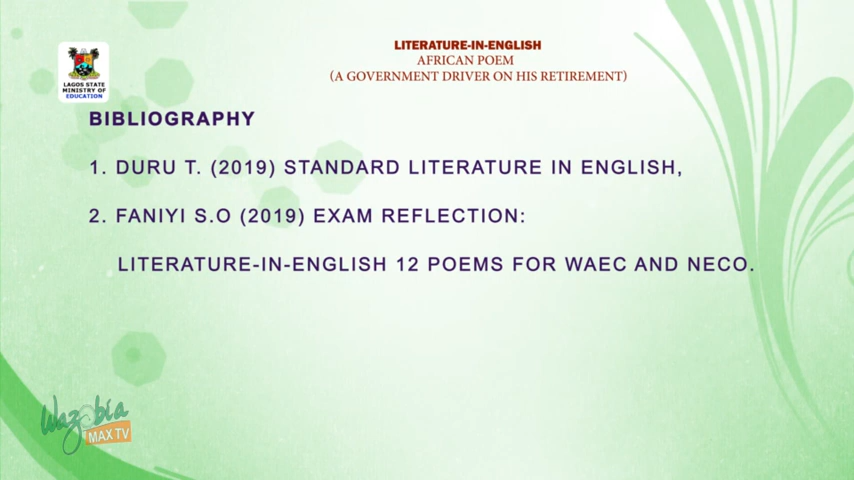 LITERATURE-IN-ENGLISH
AFRICAN POEM
(A GOVERNMENT DRIVER ON HIS RETIREMENT)
LAGOS STATE
MINISTRY OF
EDUCATION
BIBLIOGRAPHY
1. DURU T. (2019) STANDARD LITERATURE IN ENGLISH,
2. FANIYI S.O (2019) EXAM REFLECTION:
LITERATURE-IN-ENGLISH 12 POEMS FOR WAEC AND NECO.
Wazobia
MAX TV